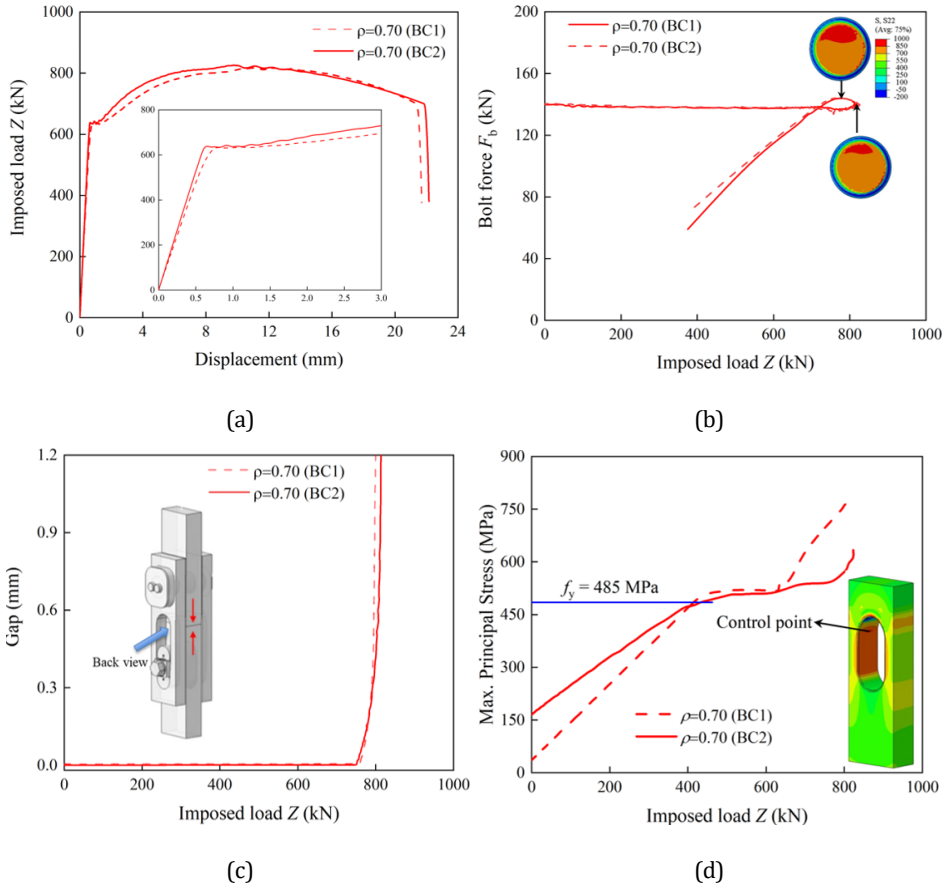 1000
800
600
400
200
0
Imposed load Z (kN)
ρ=0.70 (BC1)
ρ=0.70 (BC2)
800
600
400
200
0
0.0 0.5 1.0 1.5 2.0 2.5 3.0
0 4 8 12 16 20 24
Displacement (mm)
(a)
200
160
120
80
40
0
Bolt force Fb (kN)
ρ=0.70 (BC1)
ρ=0.70 (BC2)
S, S22
(Avg: 75%)
1000
850
700
550
400
250
100
-50
-200
0 200 400 600 800 1000
Imposed load Z (kN)
(b)
1.2
0.9
0.6
0.3
0.0
Gap (mm)
ρ=0.70 (BC1)
ρ=0.70 (BC2)
Back view
0 200 400 600 800 1000
Imposed load Z (kN)
(c)
900
750
600
450
300
150
0
Max. Principal Stress (MPa)
fy = 485 MPa
Control point
ρ=0.70 (BC1)
ρ=0.70 (BC2)
0 200 400 600 800 1000
Imposed load Z (kN)
(d)